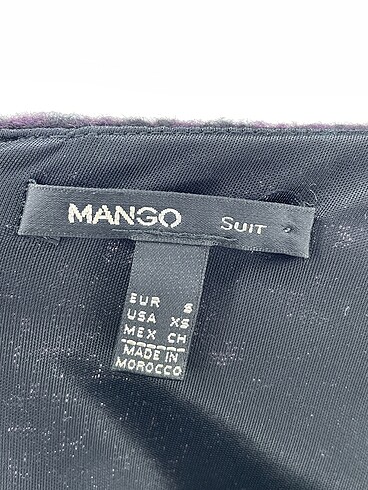 MANGO SUIT
EUR S
USA XS
MEX CH
MADE IN
MOROCCO